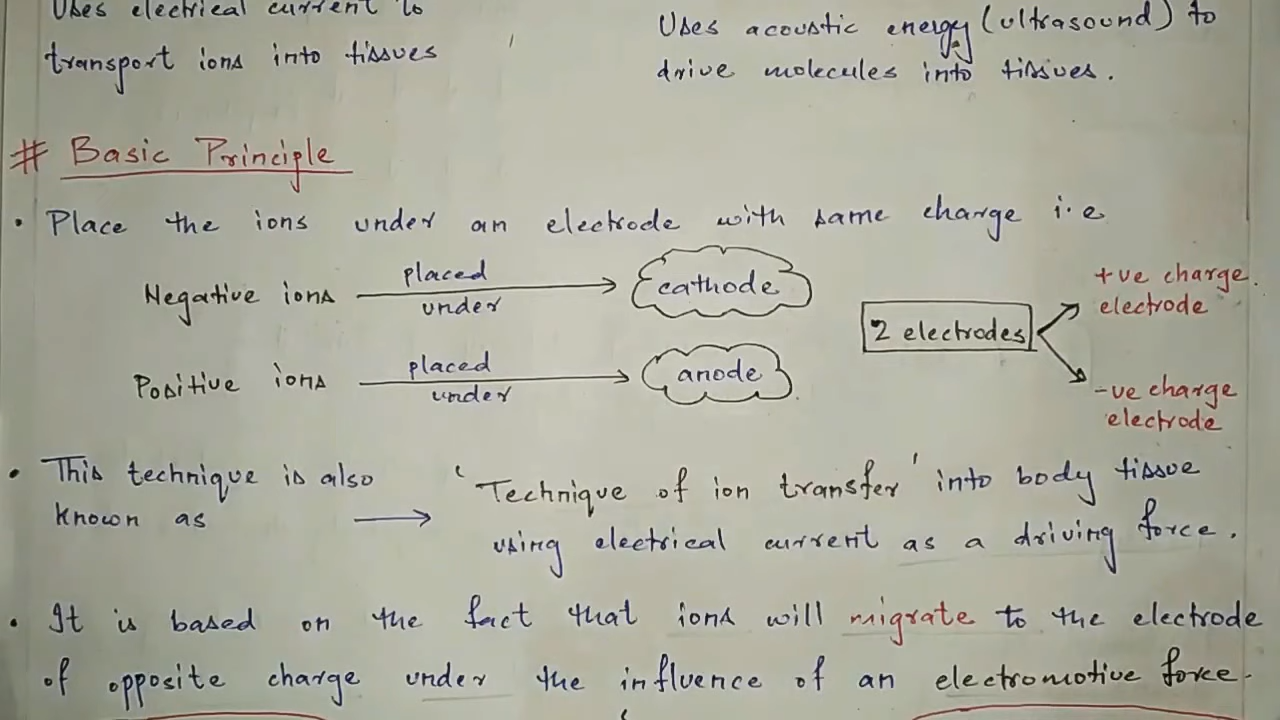 Uses electrical current to
transport ions into tissues
Uses acoustic energy (ultrasound) to
drive molecules into tissues.
# Basic Principle
• Place the ions under an electrode with same charge i.e
Negative ions placed under cathode
Positive ions placed under anode
2 electrodes
+ve charge electrode
-ve charge electrode
• This technique is also
known as
'Technique of ion transfer' into body tissue
using electrical current as a driving force.
• It is based on the fact that ions will migrate to the electrode
of opposite charge under the influence of an electromotive force.